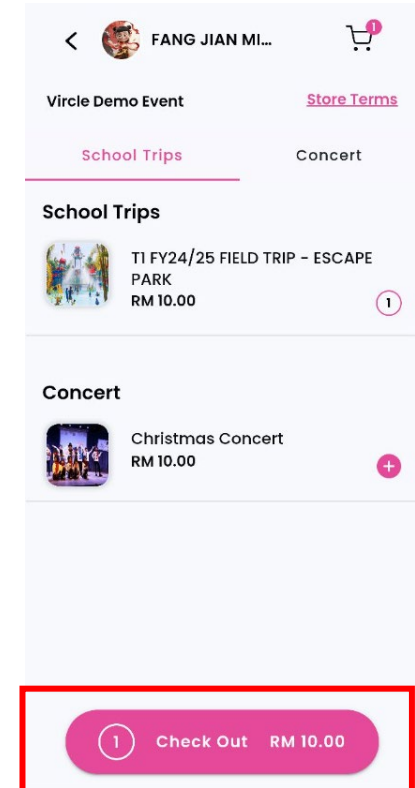 FANG JIAN MI...
1
Vircle Demo Event
Store Terms
School Trips
Concert
School Trips
T1 FY24/25 FIELD TRIP - ESCAPE
PARK
RM 10.00
1
Concert
Christmas Concert
RM 10.00
1 Check Out RM 10.00